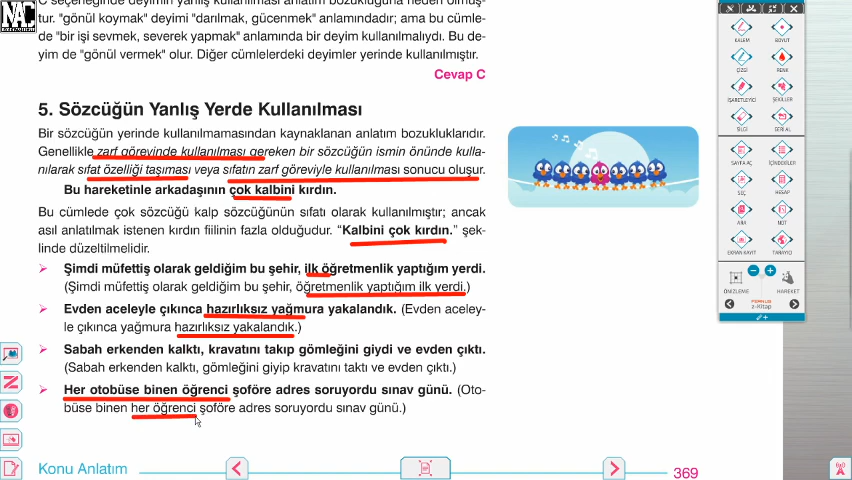 MAC
C seçeneğinde deyimin yanlış kullanılması anlatım bozukluğuna neden olmuş-
tur. "gönül koymak" deyimi "darılmak, gücenmek" anlamındadır; ama bu cümle-
de "bir işi sevmek, severek yapmak" anlamında bir deyim kullanılmalıydı. Bu de-
yim de "gönül vermek" olur. Diğer cümlelerdeki deyimler yerinde kullanılmıştır.
Cevap C
5. Sözcüğün Yanlış Yerde Kullanılması
Bir sözcüğün yerinde kullanılmamasından kaynaklanan anlatım bozukluklarıdır.
Genellikle zarf görevinde kullanılması gereken bir sözcüğün ismin önünde kulla-
nılarak sıfat özelliği taşıması veya sıfatın zarf göreviyle kullanılması sonucu oluşur.
Bu hareketinle arkadaşının çok kalbini kırdın.
Bu cümlede çok sözcüğü kalp sözcüğünün sıfatı olarak kullanılmıştır; ancak
asıl anlatılmak istenen kırdın fiilinin fazla olduğudur. "Kalbini çok kırdın." şek-
linde düzeltilmelidir.
➤ Şimdi müfettiş olarak geldiğim bu şehir, ilk öğretmenlik yaptığım yerdi.
(Şimdi müfettiş olarak geldiğim bu şehir, öğretmenlik yaptığım ilk yerdi.)
➤ Evden aceleyle çıkınca hazırlıksız yağmura yakalandık. (Evden aceley-
le çıkınca yağmura hazırlıksız yakalandık.)
➤ Sabah erkenden kalktı, kravatını takıp gömleğini giydi ve evden çıktı.
(Sabah erkenden kalktı, gömleğini giyip kravatını taktı ve evden çıktı.)
➤ Her otobüse binen öğrenci şoföre adres soruyordu sınav günü. (Oto-
büse binen her öğrenci şoföre adres soruyordu sınav günü.)
Konu Anlatım
369
KALEM
BOYUT
ÇİZGİ
RENK
İŞARETLEYİCİ
ŞEKİLLER
SİLGİ
GERİ AL
SAYFA AÇ
İÇİNDEKİLER
SEÇ
HESAP
ARA
NOT
EKRAN KAYIT
TANAYICI
ÖNİZLEME
HAREKET
z-Kitap